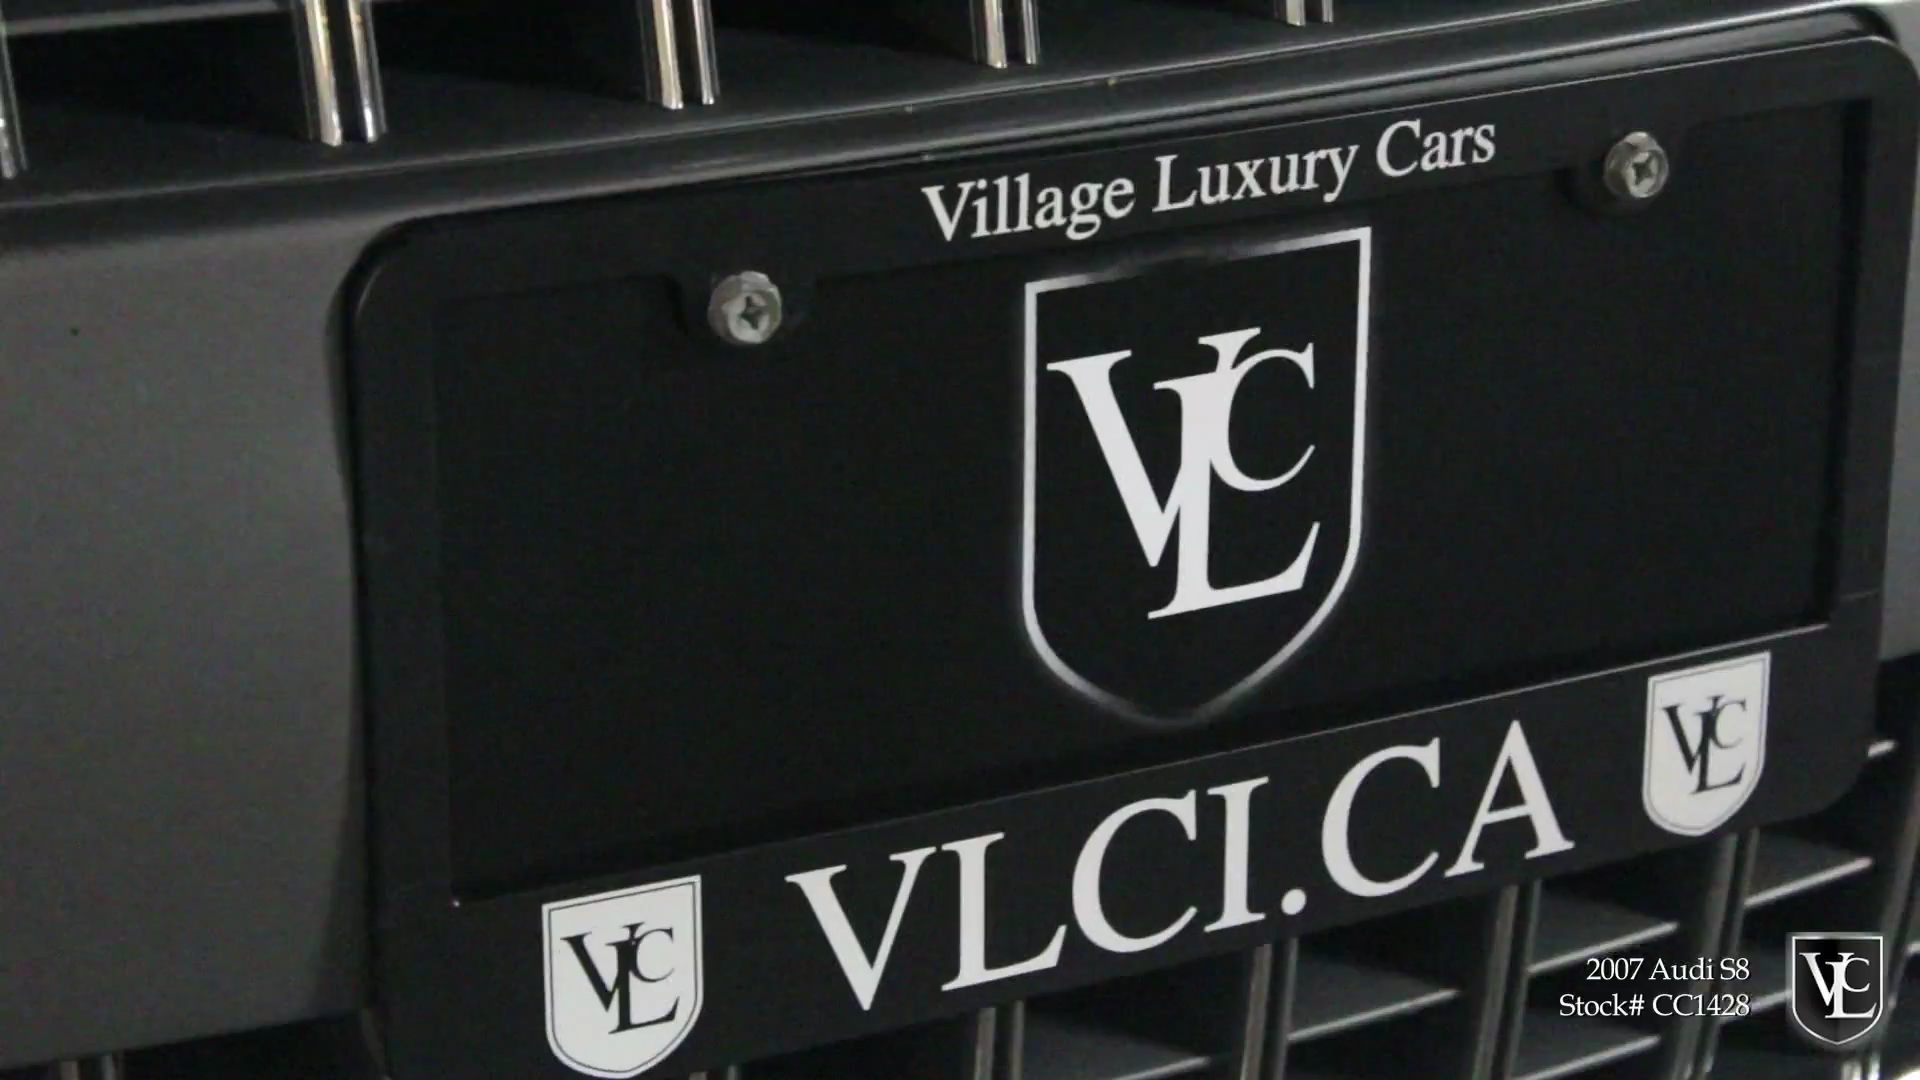 Village Luxury Cars
VLC
VLCI.CA
VLC
VLC
2007 Audi S8
Stock# CC1428
VLC